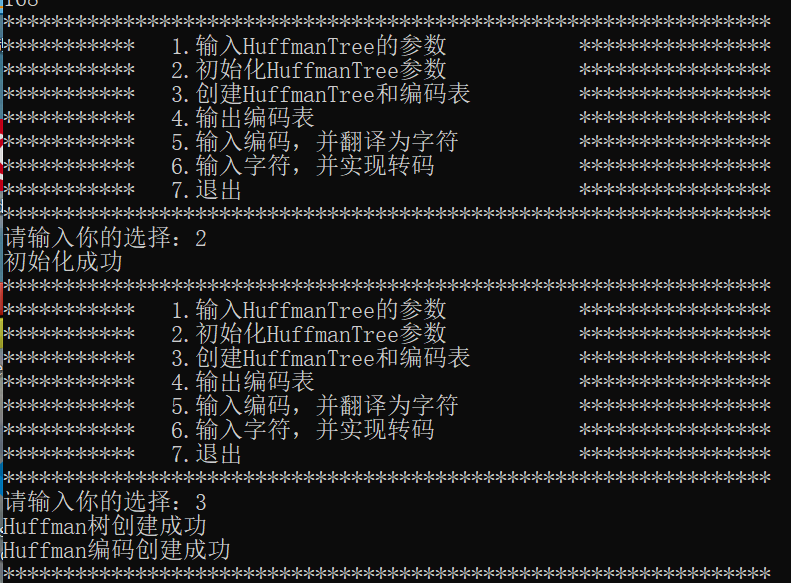 ****************************************************************
***********   1.输入HuffmanTree的参数           ****************
***********   2.初始化HuffmanTree参数           ****************
***********   3.创建HuffmanTree和编码表         ****************
***********   4.输出编码表                      ****************
***********   5.输入编码，并翻译为字符          ****************
***********   6.输入字符，并实现转码            ****************
***********   7.退出                            ****************
****************************************************************
请输入你的选择：2
初始化成功
****************************************************************
***********   1.输入HuffmanTree的参数           ****************
***********   2.初始化HuffmanTree参数           ****************
***********   3.创建HuffmanTree和编码表         ****************
***********   4.输出编码表                      ****************
***********   5.输入编码，并翻译为字符          ****************
***********   6.输入字符，并实现转码            ****************
***********   7.退出                            ****************
****************************************************************
请输入你的选择：3
Huffman树创建成功
Huffman编码创建成功
****************************************************************